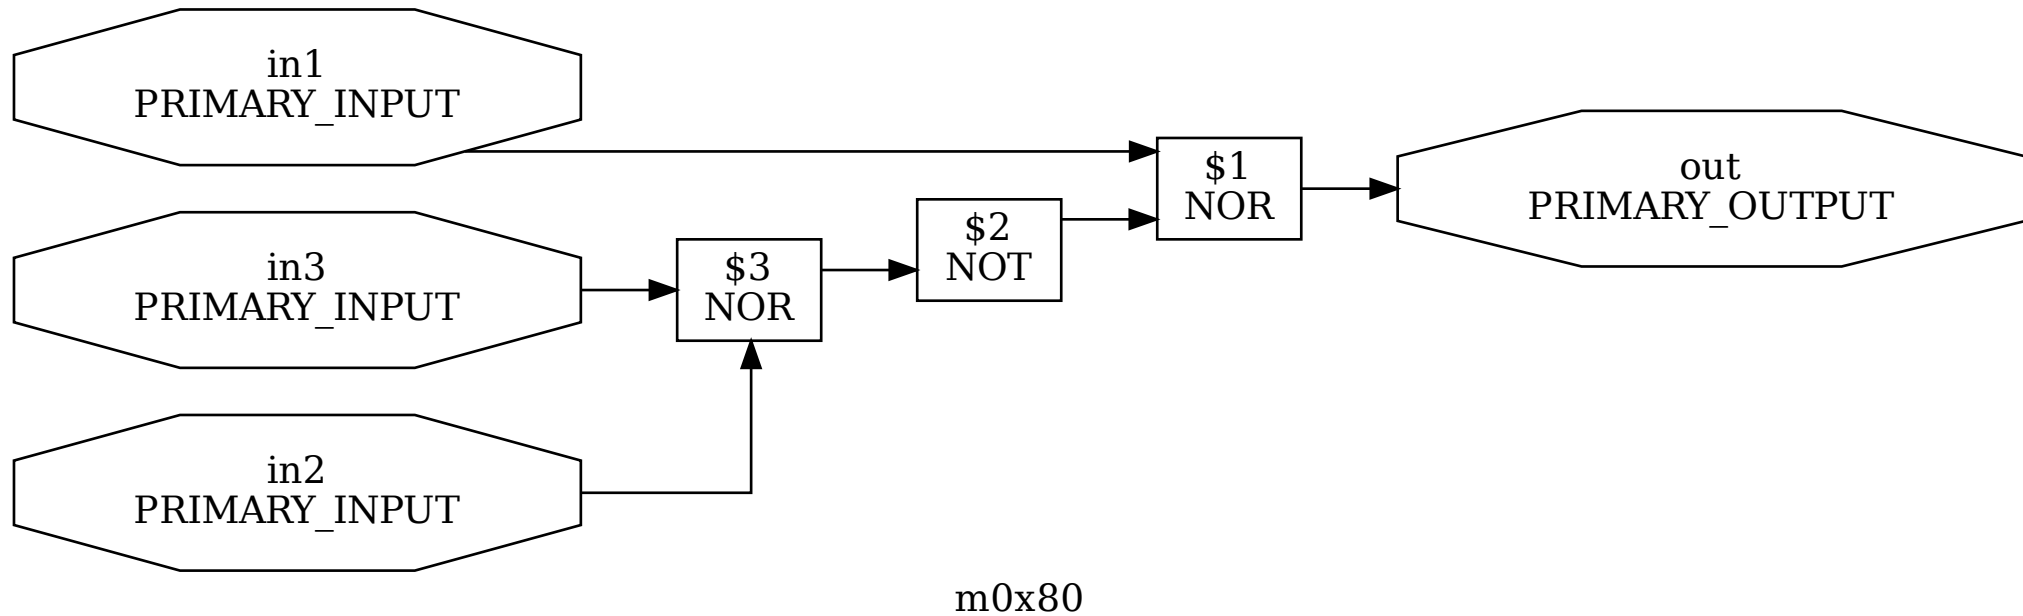 in1
PRIMARY_INPUT
in3
PRIMARY_INPUT
in2
PRIMARY_INPUT
$3
NOR
$2
NOT
$1
NOR
out
PRIMARY_OUTPUT
m0x80